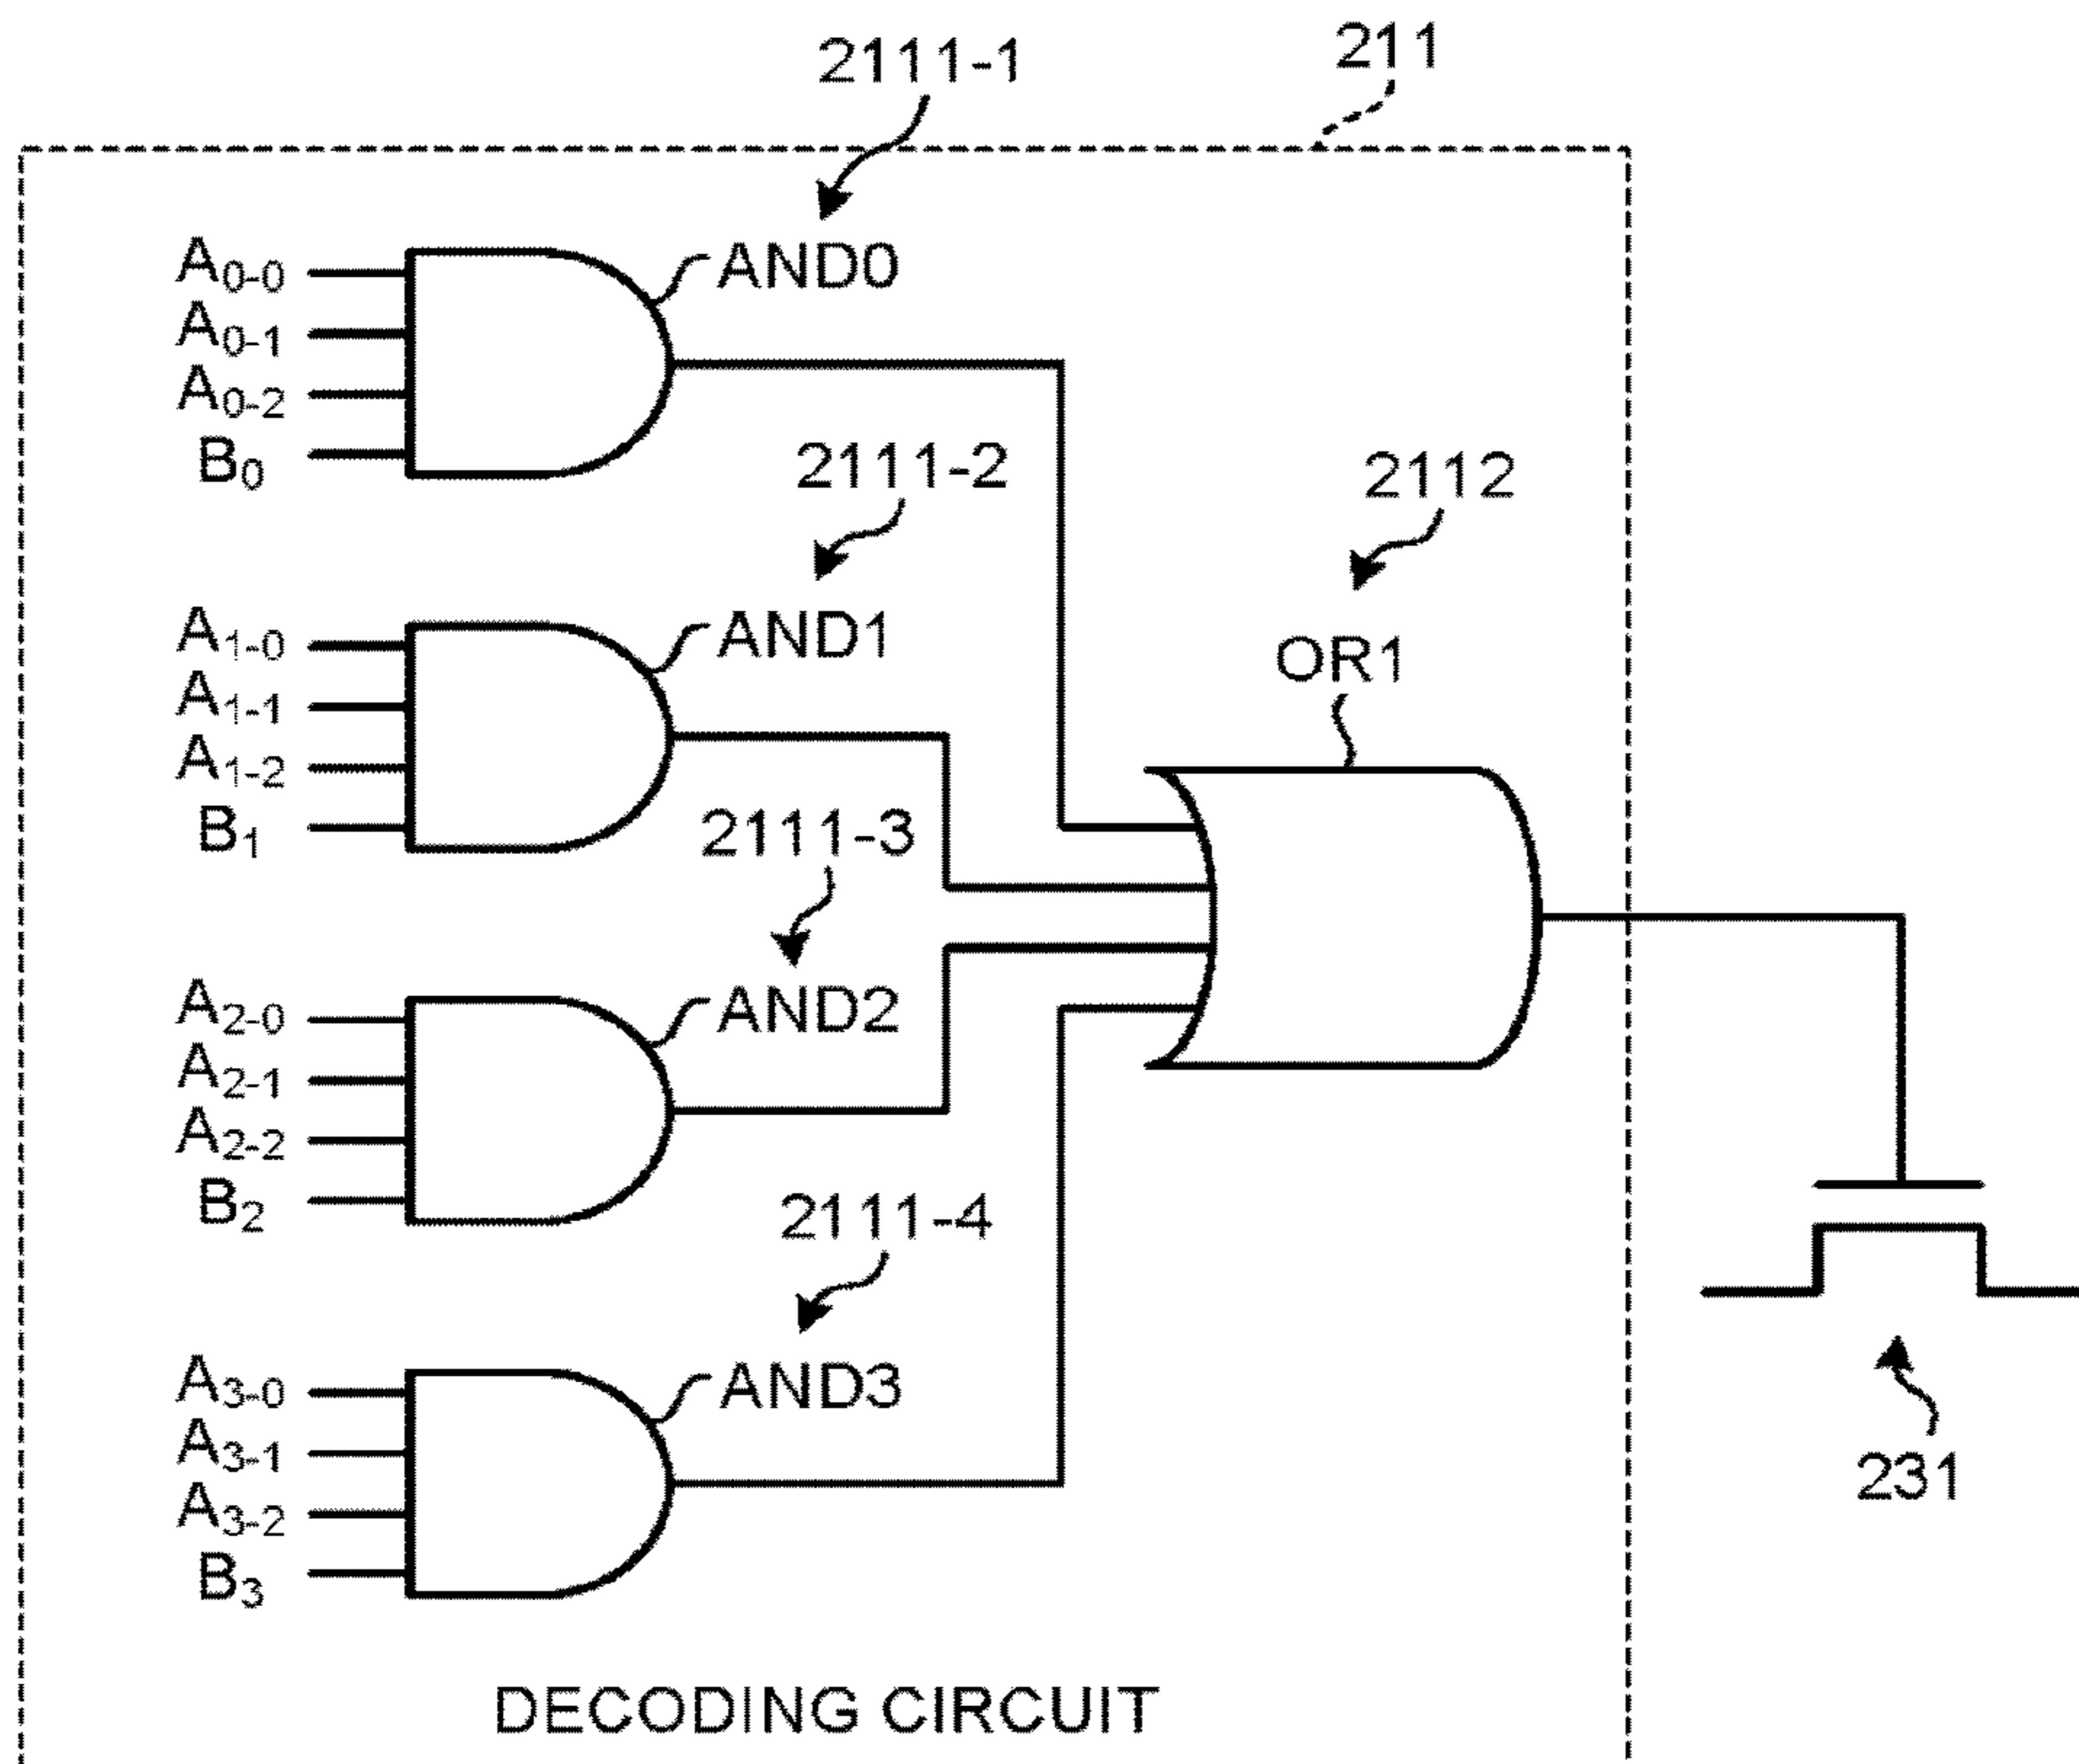 2111-1
211
A0-0
AND0
A0-1
A0-2
B0
2111-2
2112
A1-0
AND1
A1-1
OR1
A1-2
B1
2111-3
A2-0
AND2
A2-1
A2-2
B2
2111-4
A3-0
AND3
A3-1
A3-2
231
B3
DECODING CIRCUIT